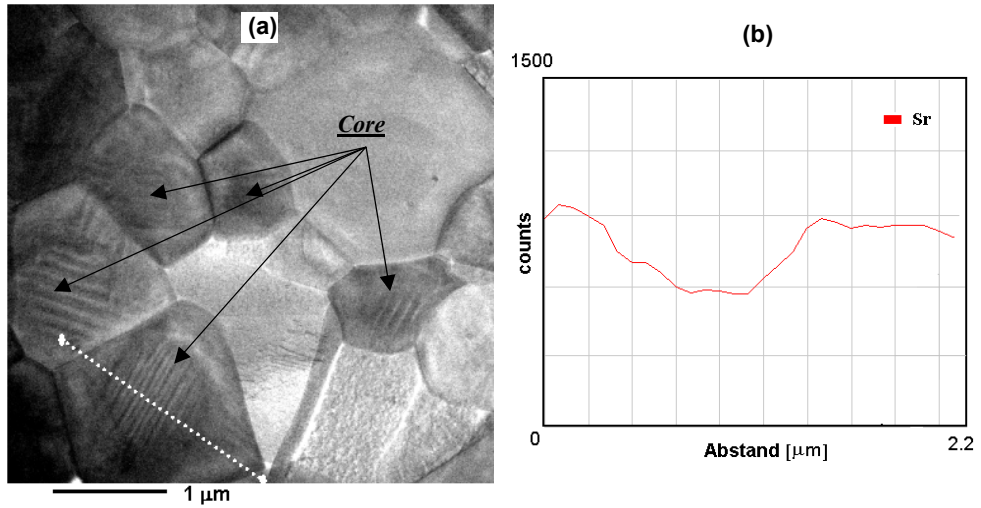 (a)
Core
1 μm
(b)
1500
Sr
counts
0
Abstand [μm]
2.2